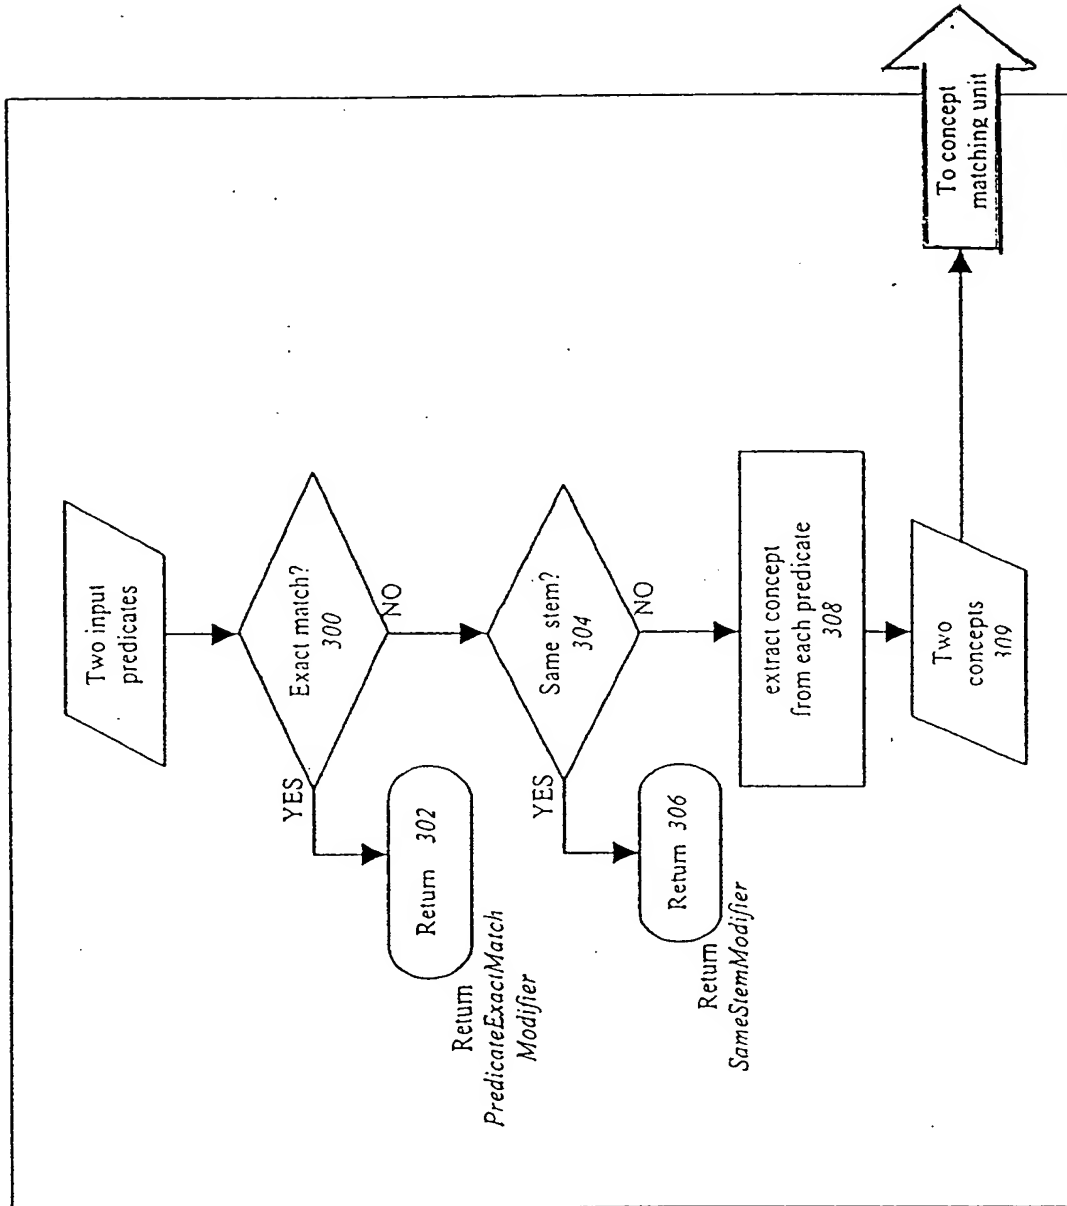 Two input
predicates
Exact match?
300
YES
NO
Return 302
Return
PredicateExactMatch
Modifier
Same stem?
304
YES
NO
Return 306
Return
SameStemModifier
extract concept
from each predicate
308
Two
concepts
309
To concept
matching unit